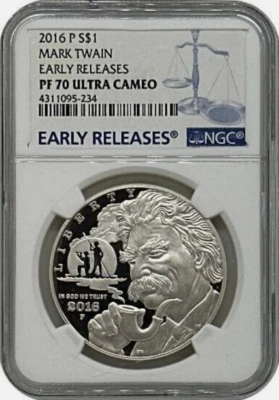 2016 P S$1
MARK TWAIN
EARLY RELEASES
PF 70 ULTRA CAMEO
4311095-234
EARLY RELEASES®
NGC®
LIBERTY
IN GOD WE TRUST
2016
P